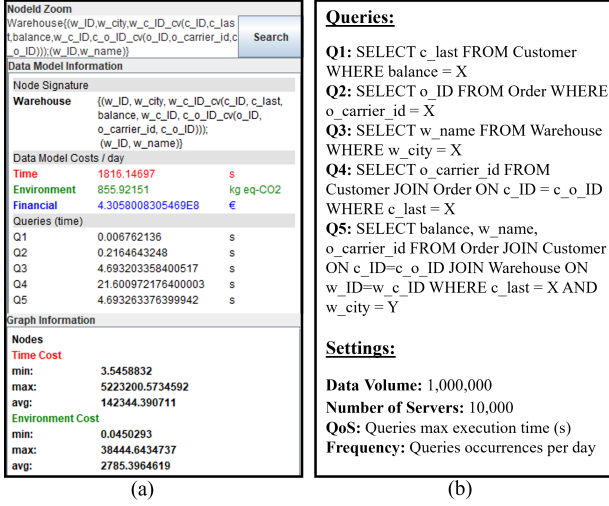 NodeId Zoom
Warehouse{(w_ID,w_city,w_c_ID_cv(c_ID,c_las
t,balance,w_c_ID,c_o_ID_cv(o_ID,o_carrier_id,c
_o_ID)));(w_ID,w_name)}
Search
Data Model Information
Node Signature
Warehouse {(w_ID, w_city, w_c_ID_cv(c_ID, c_last,
balance, w_c_ID, c_o_ID_cv(o_ID,
o_carrier_id, c_o_ID)));
(w_ID, w_name)}
Data Model Costs / day
Time 1816.14697 s
Environment 855.92151 kg eq-CO2
Financial 4.3058008305469E8 €
Queries (time)
Q1 0.006762136 s
Q2 0.2164643248 s
Q3 4.693203358400517 s
Q4 21.600972176400003 s
Q5 4.693263376399942 s
Graph Information
Nodes
Time Cost
min: 3.5458832
max: 5223200.5734592
avg: 142344.390711
Environment Cost
min: 0.0450293
max: 38444.6434737
avg: 2785.3964619
(a)
Queries:
Q1: SELECT c_last FROM Customer
WHERE balance = X
Q2: SELECT o_ID FROM Order WHERE
o_carrier_id = X
Q3: SELECT w_name FROM Warehouse
WHERE w_city = X
Q4: SELECT o_carrier_id FROM
Customer JOIN Order ON c_ID = c_o_ID
WHERE c_last = X
Q5: SELECT balance, w_name,
o_carrier_id FROM Order JOIN Customer
ON c_ID=c_o_ID JOIN Warehouse ON
w_ID=w_c_ID WHERE c_last = X AND
w_city = Y
Settings:
Data Volume: 1,000,000
Number of Servers: 10,000
QoS: Queries max execution time (s)
Frequency: Queries occurrences per day
(b)